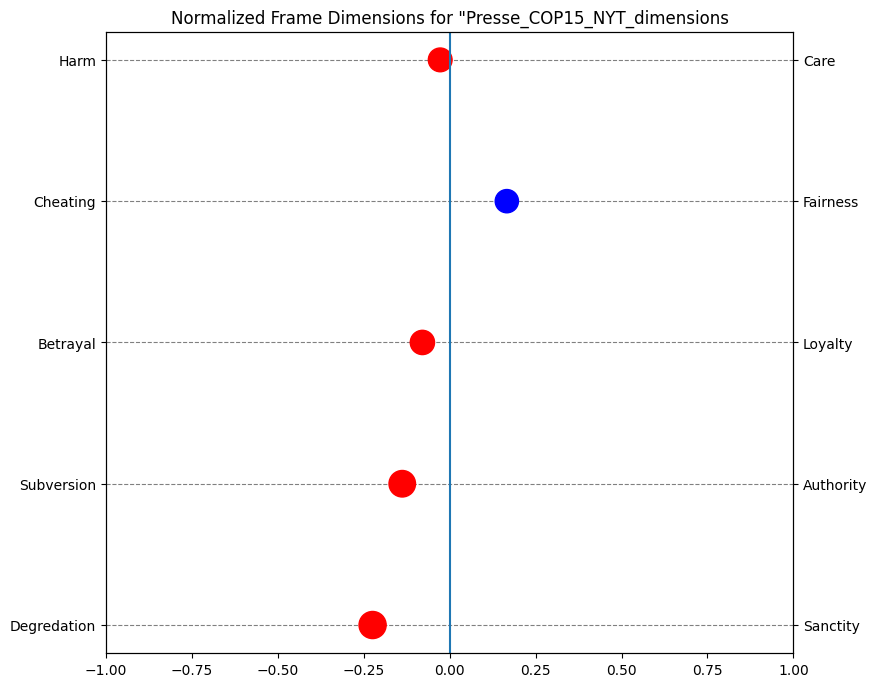 Normalized Frame Dimensions for "Presse_COP15_NYT_dimensions
Harm
Care
Cheating
Fairness
Betrayal
Loyalty
Subversion
Authority
Degredation
Sanctity
−1.00
−0.75
−0.50
−0.25
0.00
0.25
0.50
0.75
1.00